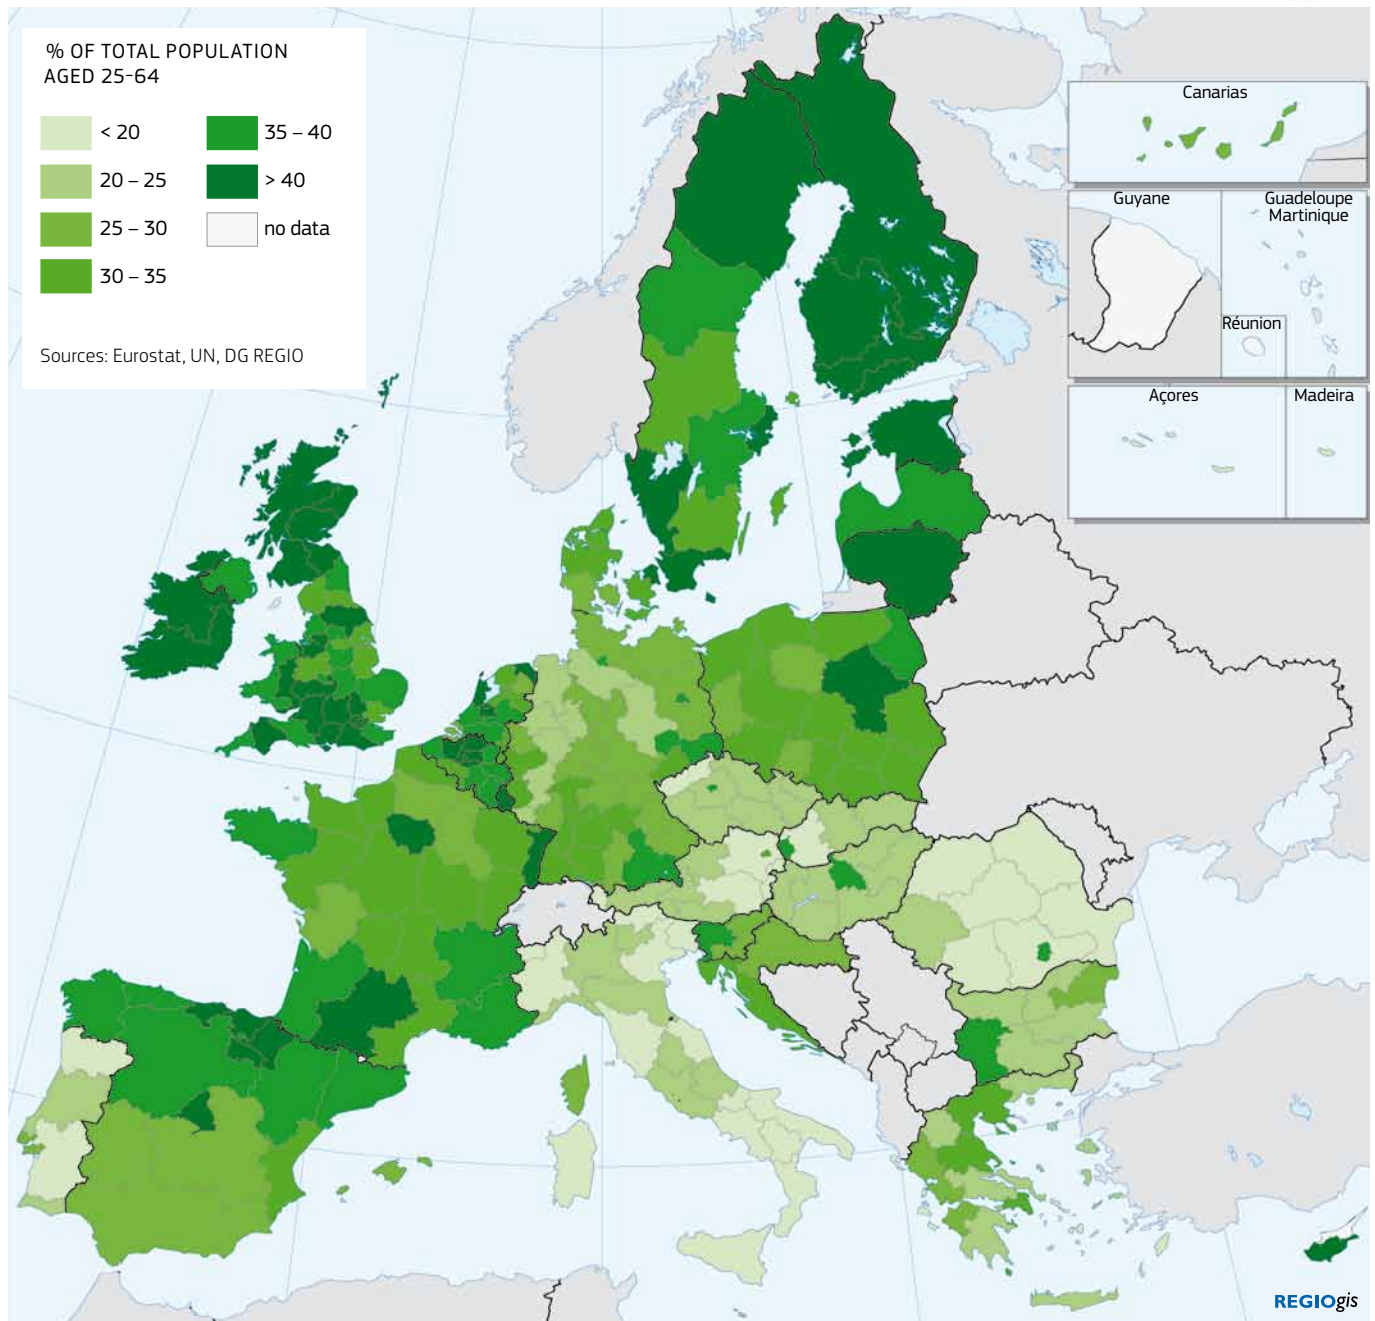 % OF TOTAL POPULATION
AGED 25-64
< 20
35 – 40
20 – 25
> 40
25 – 30
no data
30 – 35
Sources: Eurostat, UN, DG REGIO
Canarias
Guyane
Guadeloupe
Martinique
Réunion
Açores
Madeira
REGIOgis